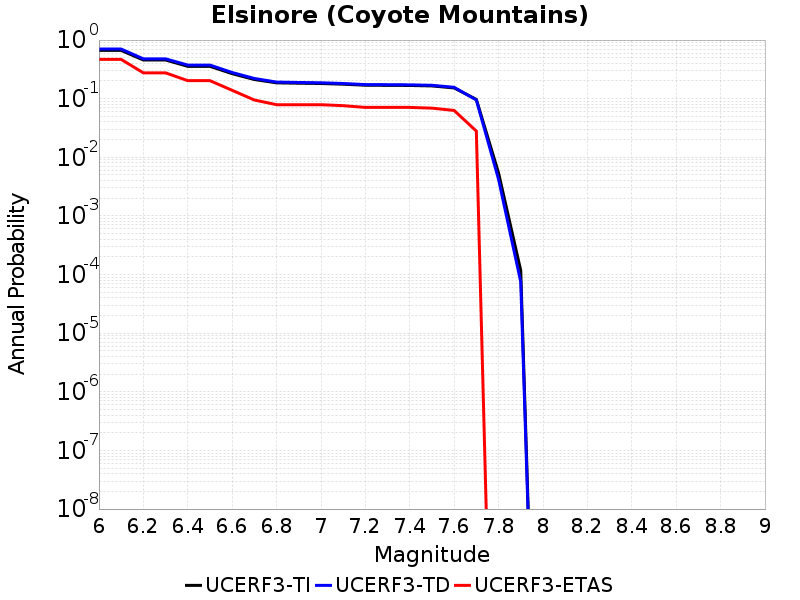 Elsinore (Coyote Mountains)
Annual Probability
10^0
10^-1
10^-2
10^-3
10^-4
10^-5
10^-6
10^-7
10^-8
6 6.2 6.4 6.6 6.8 7 7.2 7.4 7.6 7.8 8 8.2 8.4 8.6 8.8 9
Magnitude
UCERF3-TI UCERF3-TD UCERF3-ETAS